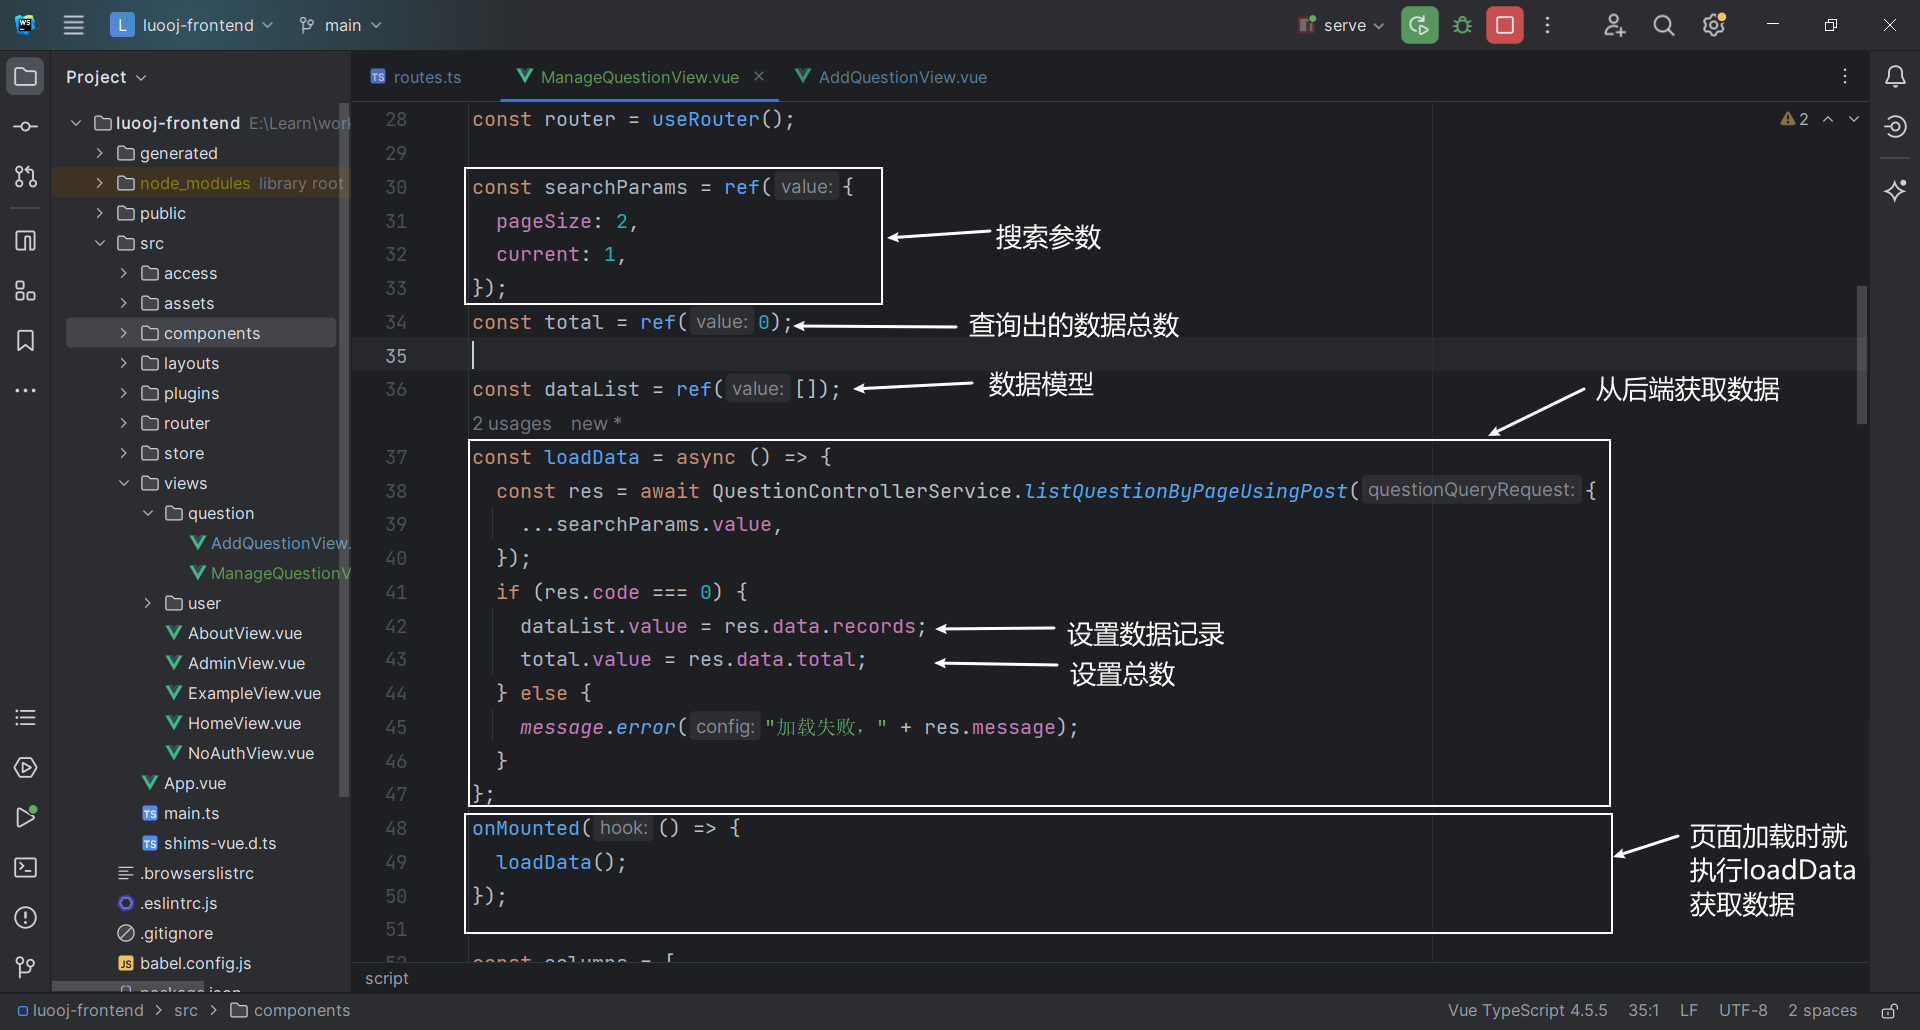 L luooj-frontend
main
serve
Project
routes.ts
ManageQuestionView.vue
AddQuestionView.vue
luooj-frontend E:\Learn\work
generated
node_modules library root
public
src
access
assets
components
layouts
plugins
router
store
views
question
AddQuestionView.
ManageQuestionV
user
AboutView.vue
AdminView.vue
ExampleView.vue
HomeView.vue
NoAuthView.vue
App.vue
main.ts
shims-vue.d.ts
.browserslistrc
.eslintrc.js
.gitignore
babel.config.js
package.json
2
28 const router = useRouter();
29
30 const searchParams = ref( value: {
31 pageSize: 2,
32 current: 1,
33 });
搜索参数
34 const total = ref( value: 0);
查询出的数据总数
35
36 const dataList = ref( value: []);
数据模型
2 usages new *
从后端获取数据
37 const loadData = async () => {
38 const res = await QuestionControllerService.listQuestionByPageUsingPost( questionQueryRequest: {
39 ...searchParams.value,
40 });
41 if (res.code === 0) {
42 dataList.value = res.data.records;
设置数据记录
43 total.value = res.data.total;
设置总数
44 } else {
45 message.error( config: "加载失败，" + res.message);
46 }
47 };
48 onMounted( hook: () => {
49 loadData();
50 });
51
页面加载时就
执行loadData
获取数据
52 const columns = [
script
luooj-frontend > src > components
Vue TypeScript 4.5.5 35:1 LF UTF-8 2 spaces